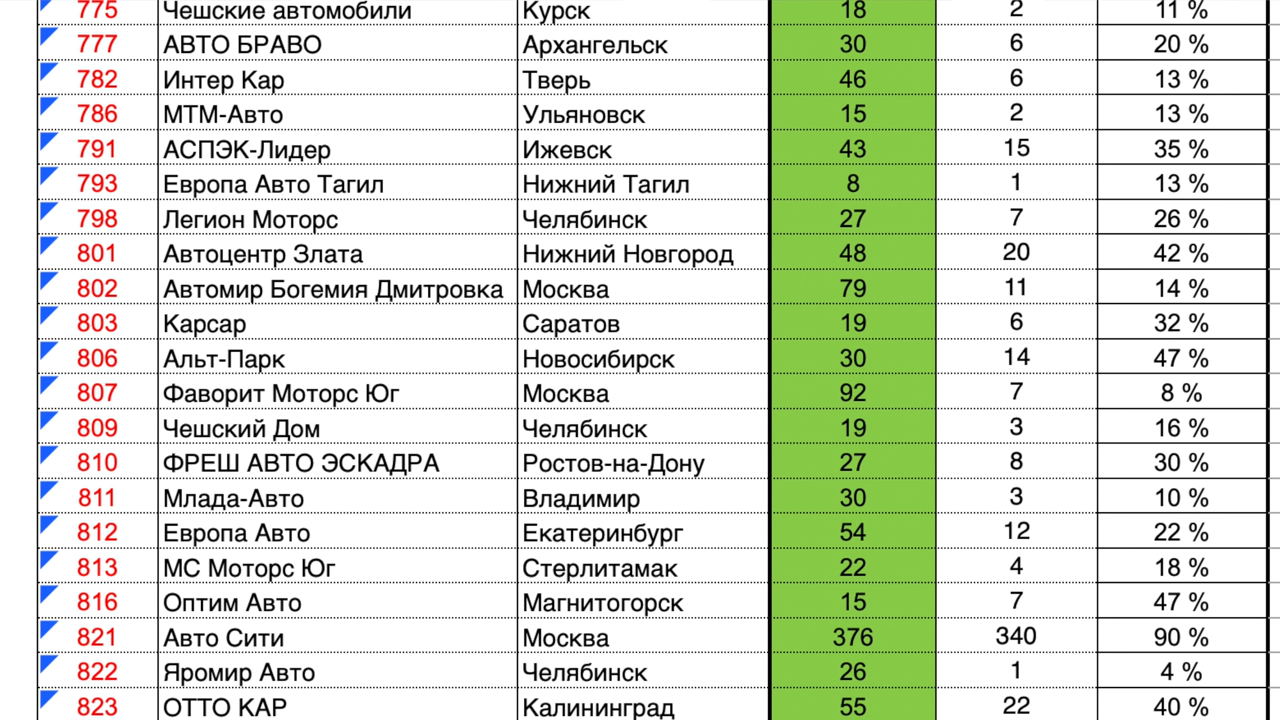 775 Чешские автомобили Курск 18 2 11 %
777 АВТО БРАВО Архангельск 30 6 20 %
782 Интер Кар Тверь 46 6 13 %
786 МТМ-Авто Ульяновск 15 2 13 %
791 АСПЭК-Лидер Ижевск 43 15 35 %
793 Европа Авто Тагил Нижний Тагил 8 1 13 %
798 Легион Моторс Челябинск 27 7 26 %
801 Автоцентр Злата Нижний Новгород 48 20 42 %
802 Автомир Богемия Дмитровка Москва 79 11 14 %
803 Карсар Саратов 19 6 32 %
806 Альт-Парк Новосибирск 30 14 47 %
807 Фаворит Моторс Юг Москва 92 7 8 %
809 Чешский Дом Челябинск 19 3 16 %
810 ФРЕШ АВТО ЭСКАДРА Ростов-на-Дону 27 8 30 %
811 Млада-Авто Владимир 30 3 10 %
812 Европа Авто Екатеринбург 54 12 22 %
813 МС Моторс Юг Стерлитамак 22 4 18 %
816 Оптим Авто Магнитогорск 15 7 47 %
821 Авто Сити Москва 376 340 90 %
822 Яромир Авто Челябинск 26 1 4 %
823 ОТТО КАР Калининград 55 22 40 %